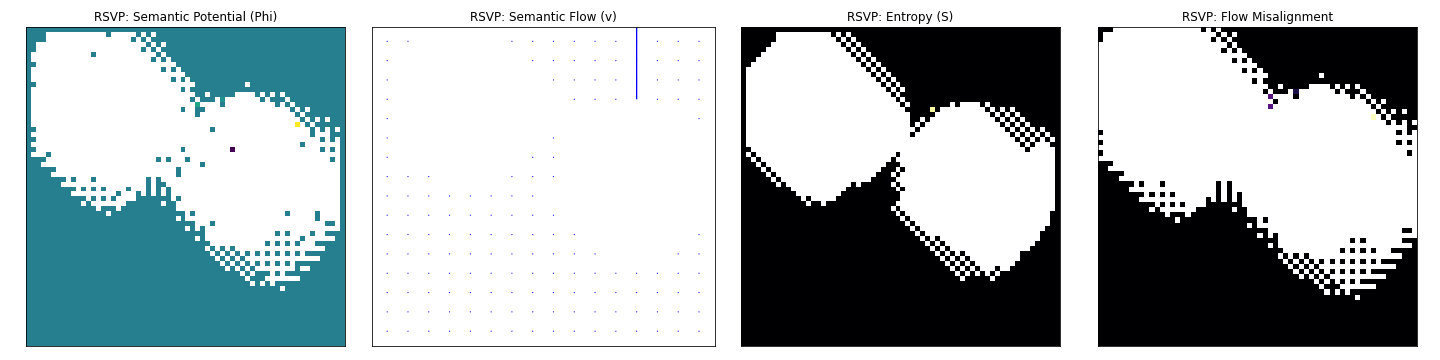 RSVP: Semantic Potential (Phi)
RSVP: Semantic Flow (v)
RSVP: Entropy (S)
RSVP: Flow Misalignment